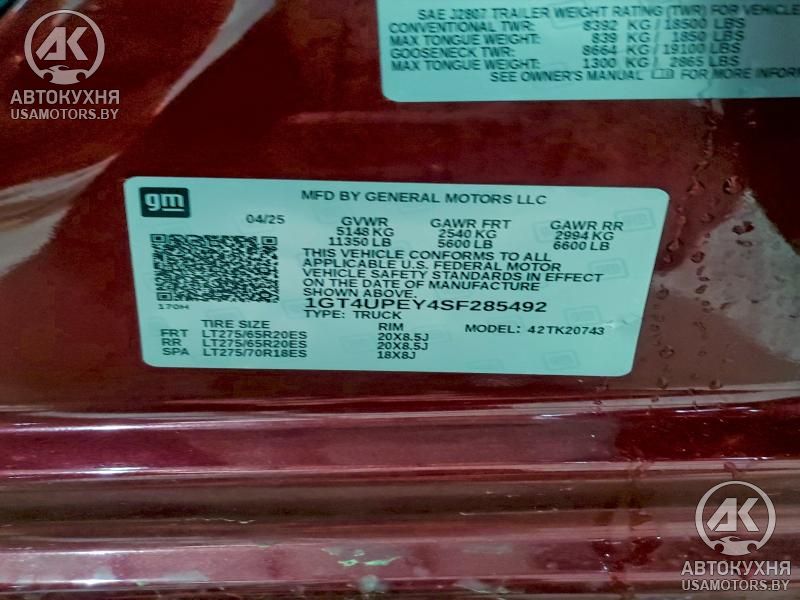 AK
АВТОКУХНЯ
USAMOTORS.BY
SAE J2807 TRAILER WEIGHT RATING (TWR) FOR VEHICLE
CONVENTIONAL TWR: 8392 KG / 18500 LBS
MAX TONGUE WEIGHT: 839 KG / 1850 LBS
GOOSENECK TWR: 8664 KG / 19100 LBS
MAX TONGUE WEIGHT: 1300 KG / 2865 LBS
SEE OWNER'S MANUAL FOR MORE INFORM
gm
MFD BY GENERAL MOTORS LLC
04/25 GVWR GAWR FRT GAWR RR
5148 KG 2540 KG 2994 KG
11350 LB 5600 LB 6600 LB
THIS VEHICLE CONFORMS TO ALL
APPLICABLE U.S. FEDERAL MOTOR
VEHICLE SAFETY STANDARDS IN EFFECT
ON THE DATE OF MANUFACTURE
SHOWN ABOVE.
170H
1GT4UPEY4SF285492
TYPE: TRUCK
TIRE SIZE RIM MODEL: 42TK20743
FRT LT275/65R20ES 20X8.5J
RR LT275/65R20ES 20X8.5J
SPA LT275/70R18ES 18X8J
AK
АВТОКУХНЯ
USAMOTORS.BY